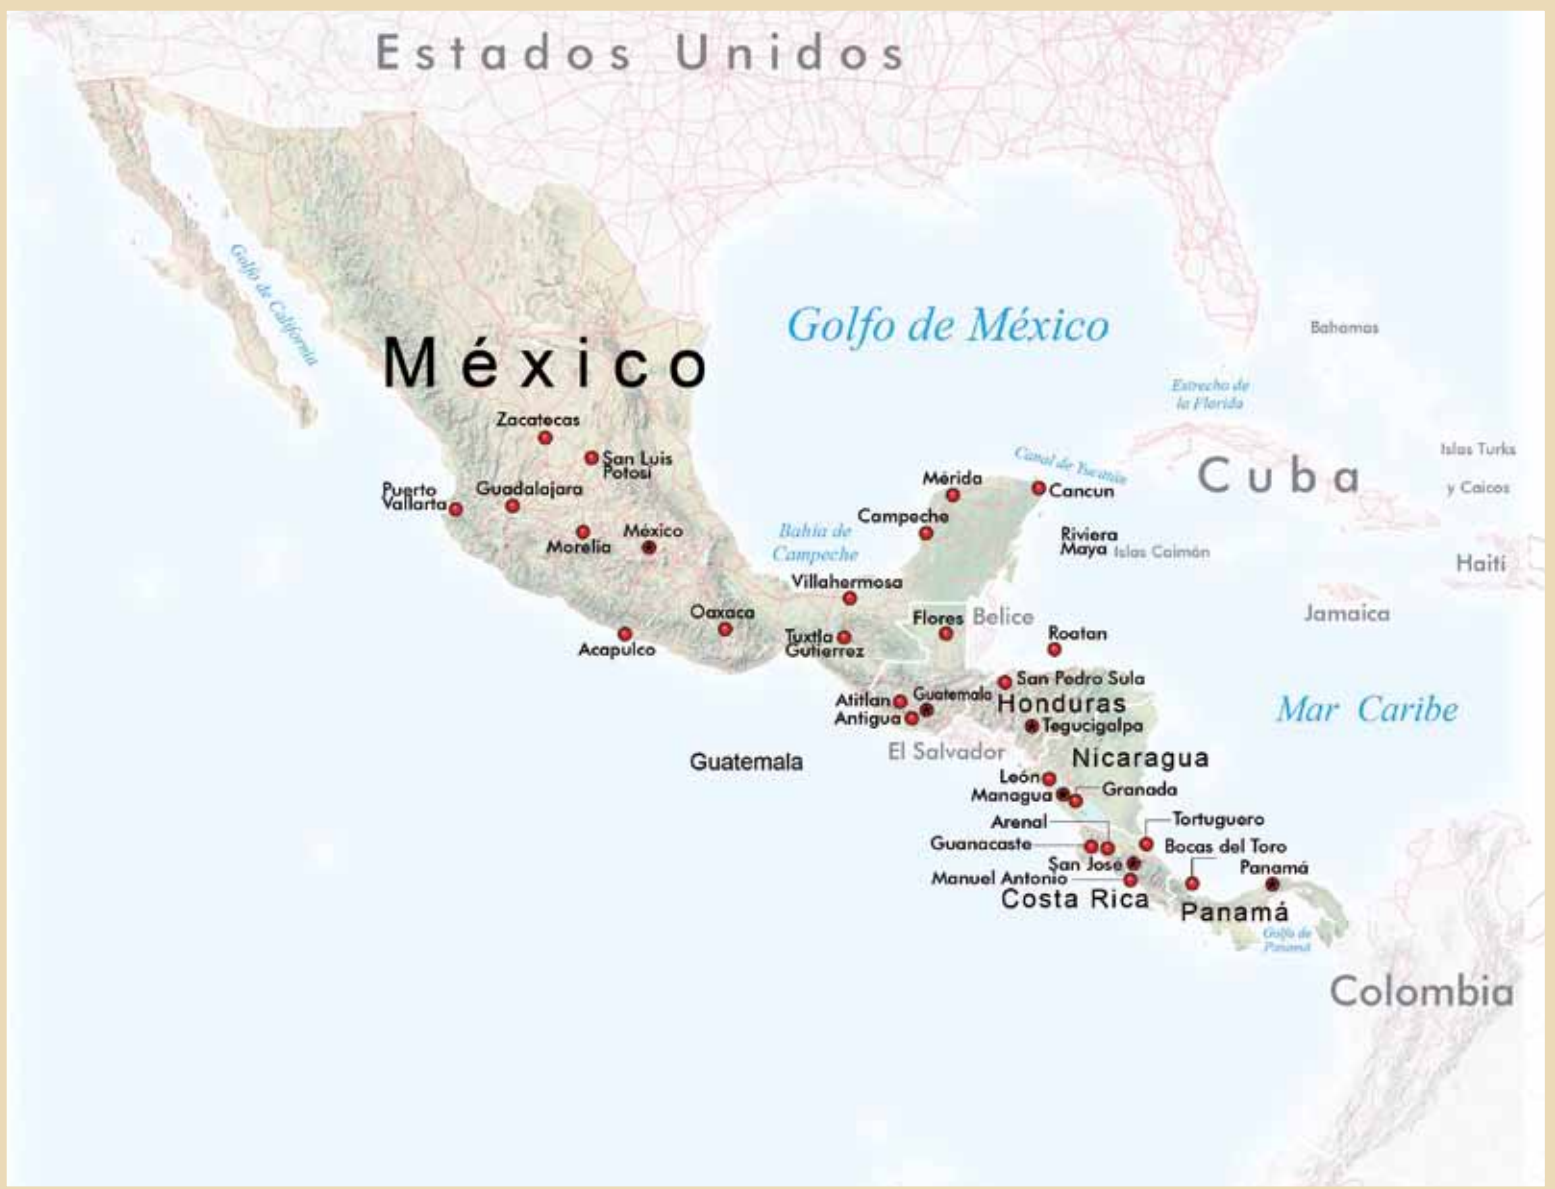 Estados Unidos
Golfo de California
Golfo de México
México
Bahamas
Estrecho de
la Florida
Zacatecas
San Luis
Potosí
Canal de Yucatán
Cuba
Islas Turks
y Caicos
Puerto
Vallarta
Guadalajara
Mérida
Cancun
Campeche
Morelia
México
Bahía de
Campeche
Riviera
Maya
Islas Caimán
Haití
Villahermosa
Oaxaca
Flores
Belice
Jamaica
Acapulco
Tuxtla
Gutierrez
Roatan
San Pedro Sula
Atitlan
Guatemala
Honduras
Mar Caribe
Antigua
Tegucigalpa
El Salvador
Guatemala
Nicaragua
León
Managua
Granada
Arenal
Tortuguero
Guanacaste
Bocas del Toro
San José
Panamá
Manuel Antonio
Costa Rica
Panamá
Golfo de
Panamá
Colombia